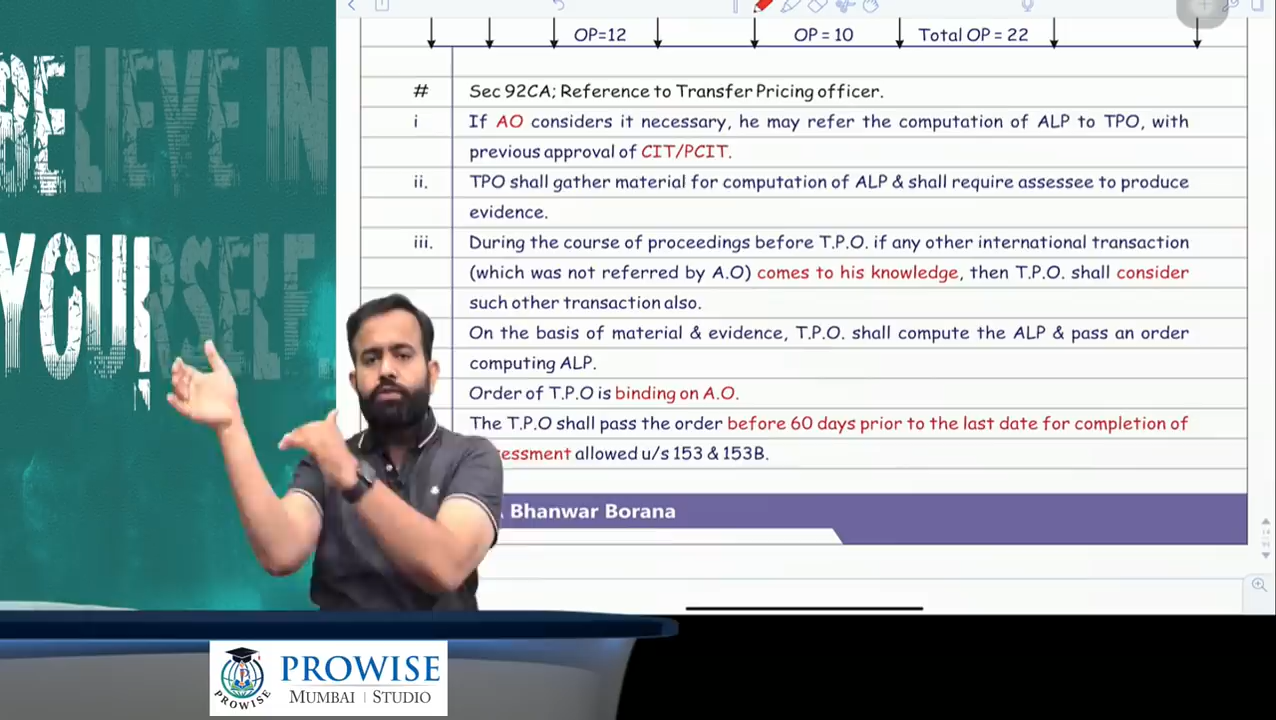 BELIEVE IN
YOU!RSELF
OP=12
OP = 10
Total OP = 22
# Sec 92CA; Reference to Transfer Pricing officer.
i If AO considers it necessary, he may refer the computation of ALP to TPO, with
previous approval of CIT/PCIT.
ii. TPO shall gather material for computation of ALP & shall require assessee to produce
evidence.
iii. During the course of proceedings before T.P.O. if any other international transaction
(which was not referred by A.O) comes to his knowledge, then T.P.O. shall consider
such other transaction also.
On the basis of material & evidence, T.P.O. shall compute the ALP & pass an order
computing ALP.
Order of T.P.O is binding on A.O.
The T.P.O shall pass the order before 60 days prior to the last date for completion of
allowed u/s 153 & 153B.
Bhanwar Borana
PROWISE
PROWISE
MUMBAI | STUDIO